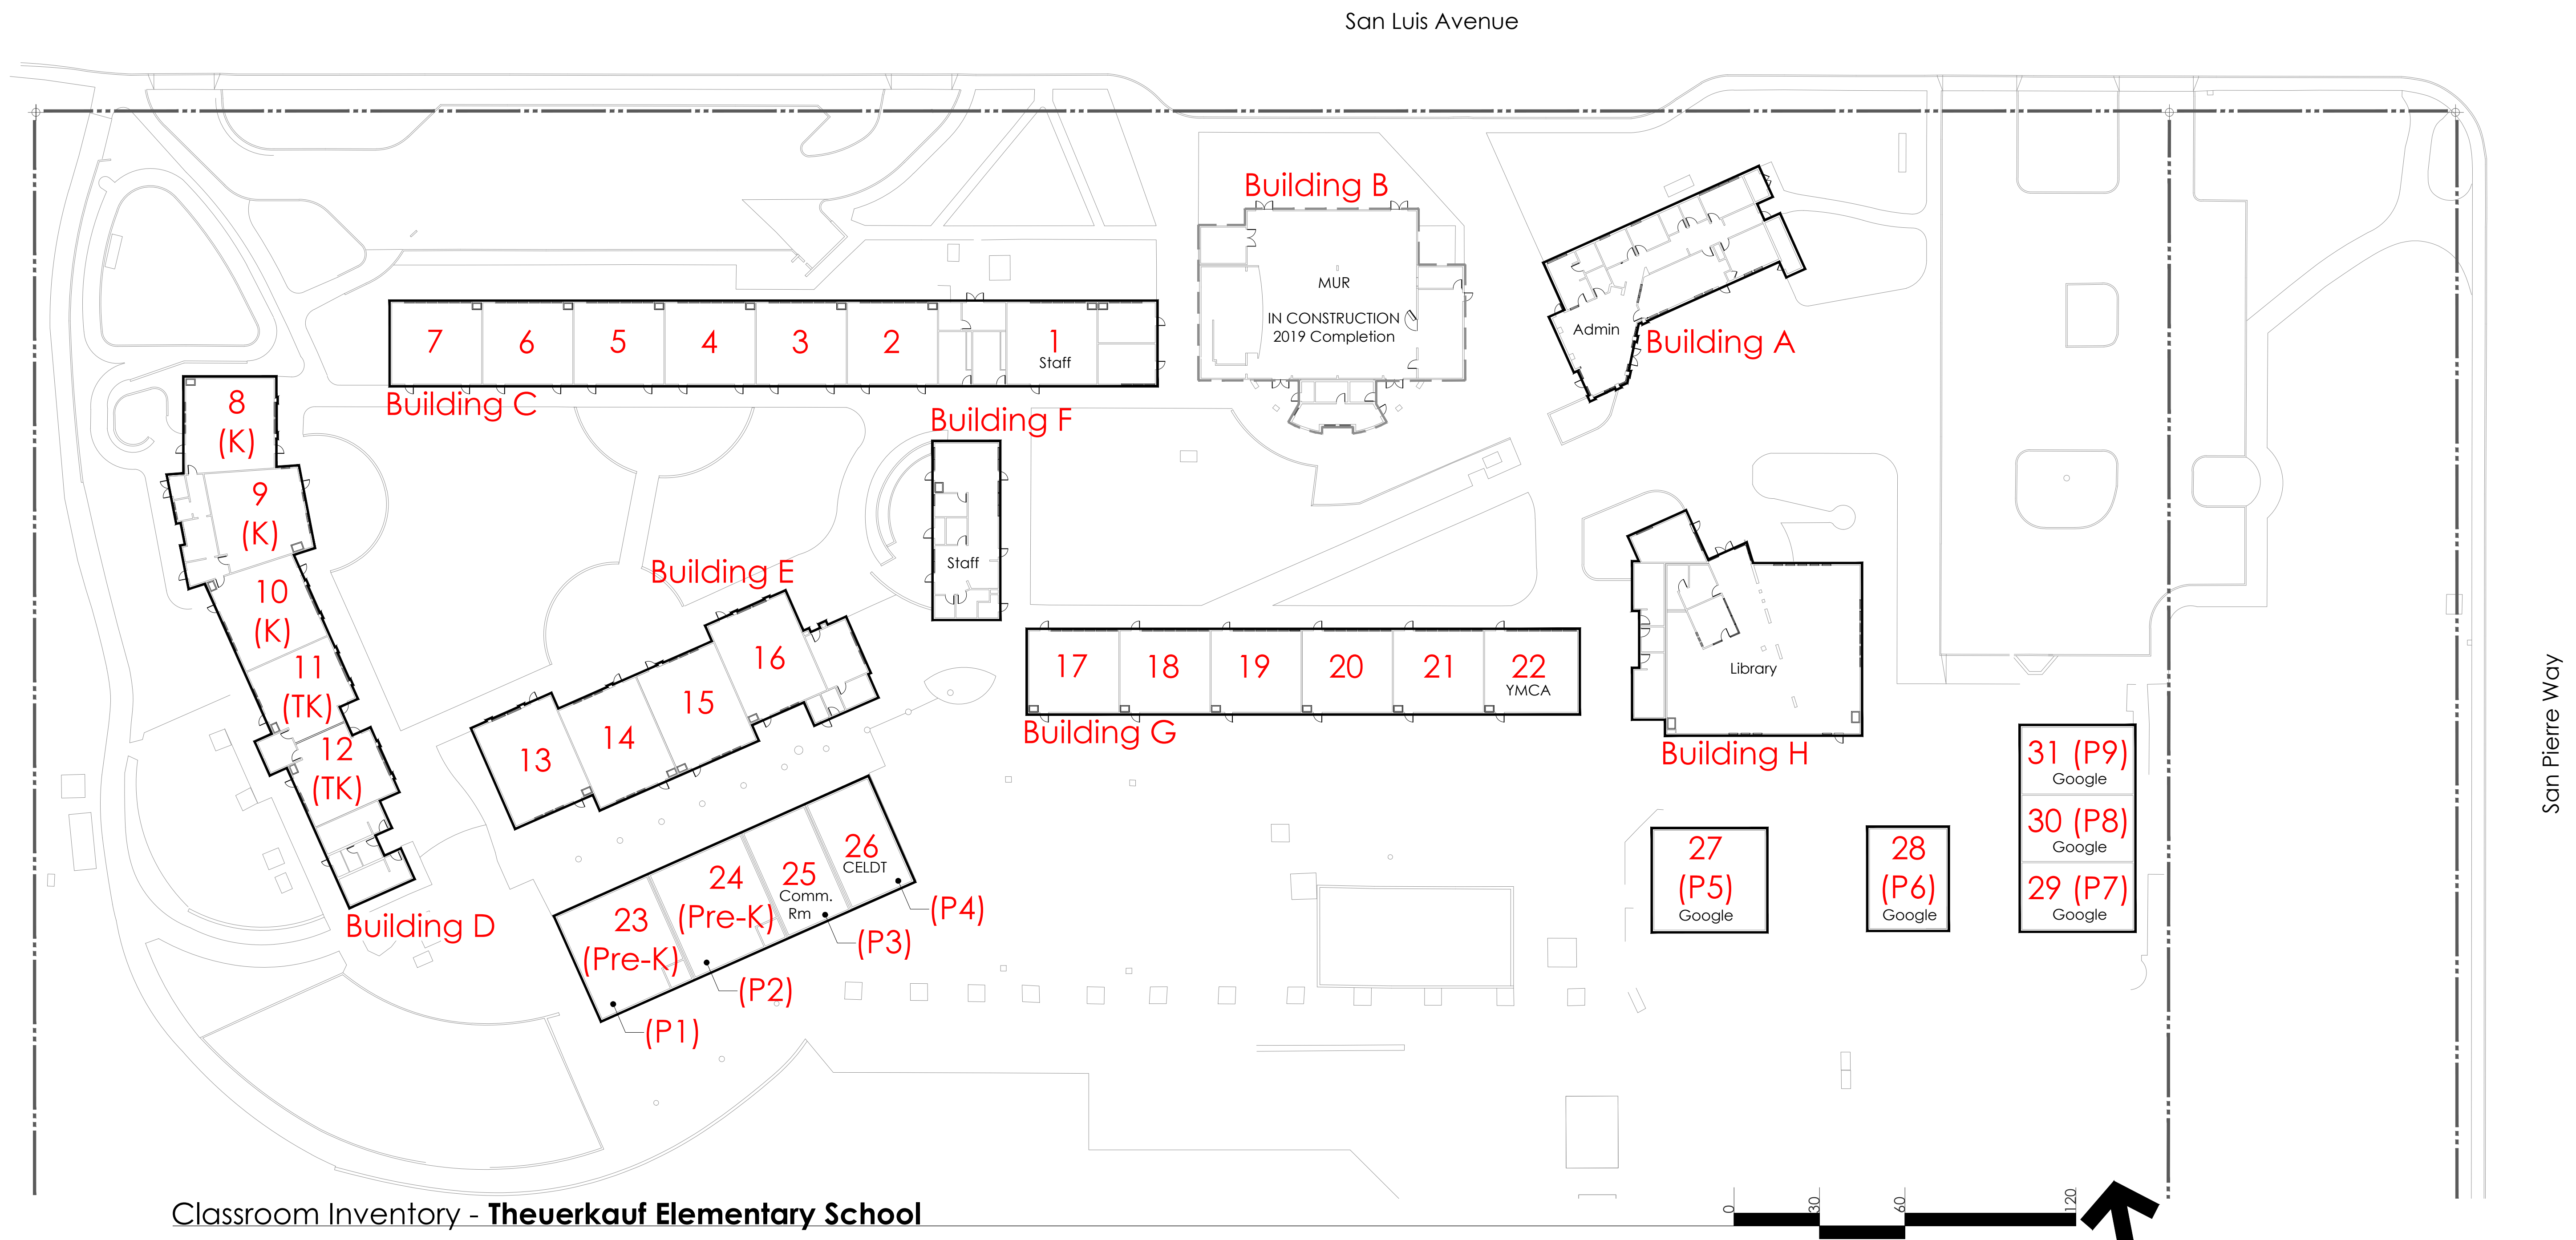 San Luis Avenue
Building B
MUR
IN CONSTRUCTION
2019 Completion
Admin
Building A
7
6
5
4
3
2
1
Staff
Building C
Building F
Staff
8
(K)
9
(K)
10
(K)
11
(TK)
12
(TK)
Building D
Building E
16
15
14
13
17
18
19
20
21
22
YMCA
Building G
Library
Building H
San Pierre Way
31 (P9)
Google
30 (P8)
Google
29 (P7)
Google
27
(P5)
Google
28
(P6)
Google
26
CELDT
25
Comm.
Rm
24
(Pre-K)
23
(Pre-K)
(P4)
(P3)
(P2)
(P1)
Classroom Inventory - Theuerkauf Elementary School
0
30
60
120